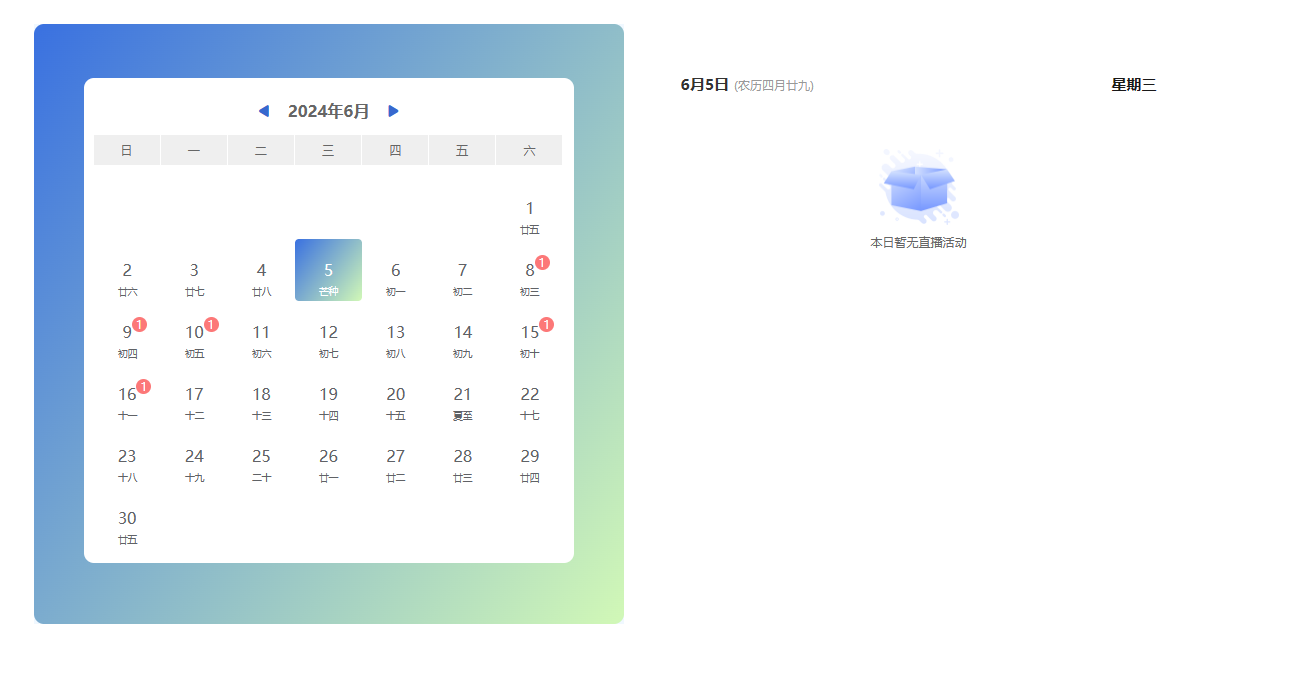 2024年6月
日 一 二 三 四 五 六
1
廿五
2 3 4 5 6 7 8 1
廿六 廿七 廿八 芒种 初一 初二 初三
9 1 10 1 11 12 13 14 15 1
初四 初五 初六 初七 初八 初九 初十
16 1 17 18 19 20 21 22
十一 十二 十三 十四 十五 夏至 十七
23 24 25 26 27 28 29
十八 十九 二十 廿一 廿二 廿三 廿四
30
廿五
6月5日 (农历四月廿九) 星期三
本日暂无直播活动